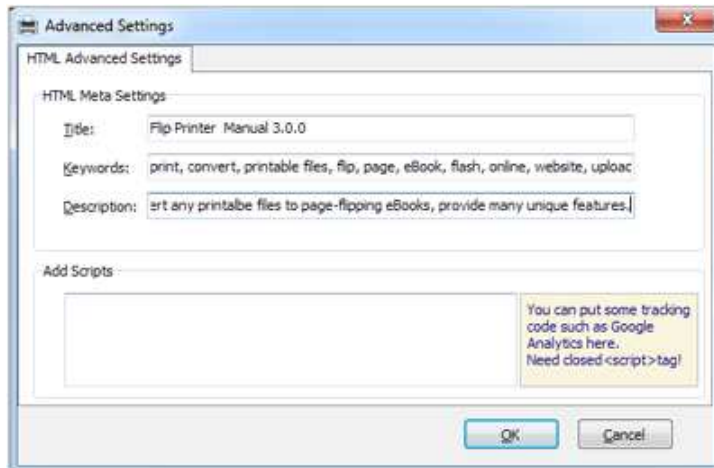 Advanced Settings
HTML Advanced Settings
HTML Meta Settings
Title: Flip Printer Manual 3.0.0
Keywords: print, convert, printable files, flip, page, eBook, flash, online, website, upload
Description: ert any printalbe files to page-flipping eBooks, provide many unique features.
Add Scripts
You can put some tracking
code such as Google
Analytics here.
Need closed<script>tag!
OK Cancel